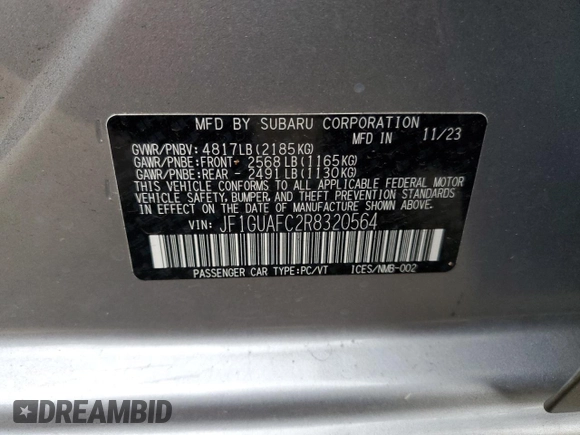 MFD BY SUBARU CORPORATION
MFD IN 11/23
GVWR/PNBV: 4817LB(2185KG)
GAWR/PNBE:FRONT- 2568LB(1165KG)
GAWR/PNBE:REAR - 2491LB(1130KG)
THIS VEHICLE CONFORMS TO ALL APPLICABLE FEDERAL MOTOR
VEHICLE SAFETY, BUMPER, AND THEFT PREVENTION STANDARDS
IN EFFECT ON THE DATE OF MANUFACTURE SHOWN ABOVE.
VIN: JF1GUAFC2R8320564
PASSENGER CAR TYPE:PC/VT ICES/NMB-002
DREAMBID